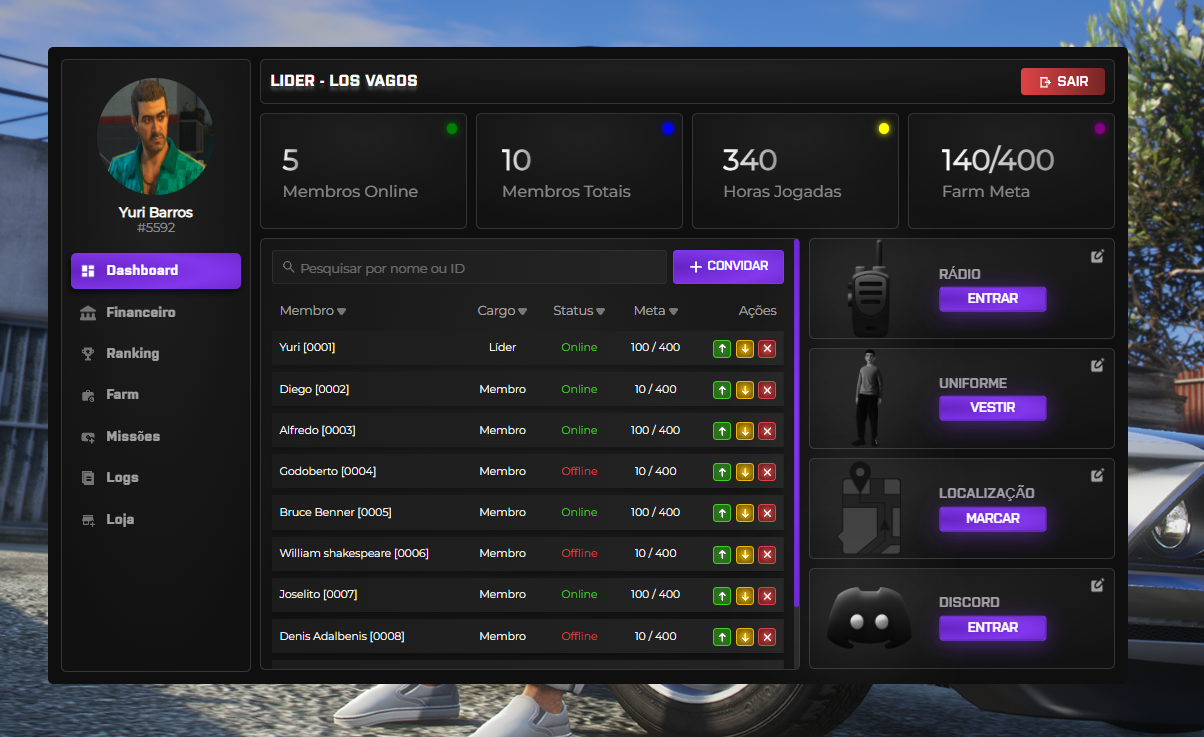 Yuri Barros
#5592
Dashboard
Financeiro
Ranking
Farm
Missões
Logs
Loja
LIDER - LOS VAGOS
SAIR
5
Membros Online
10
Membros Totais
340
Horas Jogadas
140/400
Farm Meta
Pesquisar por nome ou ID
+ CONVIDAR
Membro Cargo Status Meta Ações
Yuri [0001] Líder Online 100 / 400
Diego [0002] Membro Online 10 / 400
Alfredo [0003] Membro Online 100 / 400
Godoberto [0004] Membro Offline 10 / 400
Bruce Benner [0005] Membro Online 100 / 400
William shakespeare [0006] Membro Offline 10 / 400
Joselito [0007] Membro Online 100 / 400
Denis Adalbenis [0008] Membro Offline 10 / 400
RÁDIO
ENTRAR
UNIFORME
VESTIR
LOCALIZAÇÃO
MARCAR
DISCORD
ENTRAR